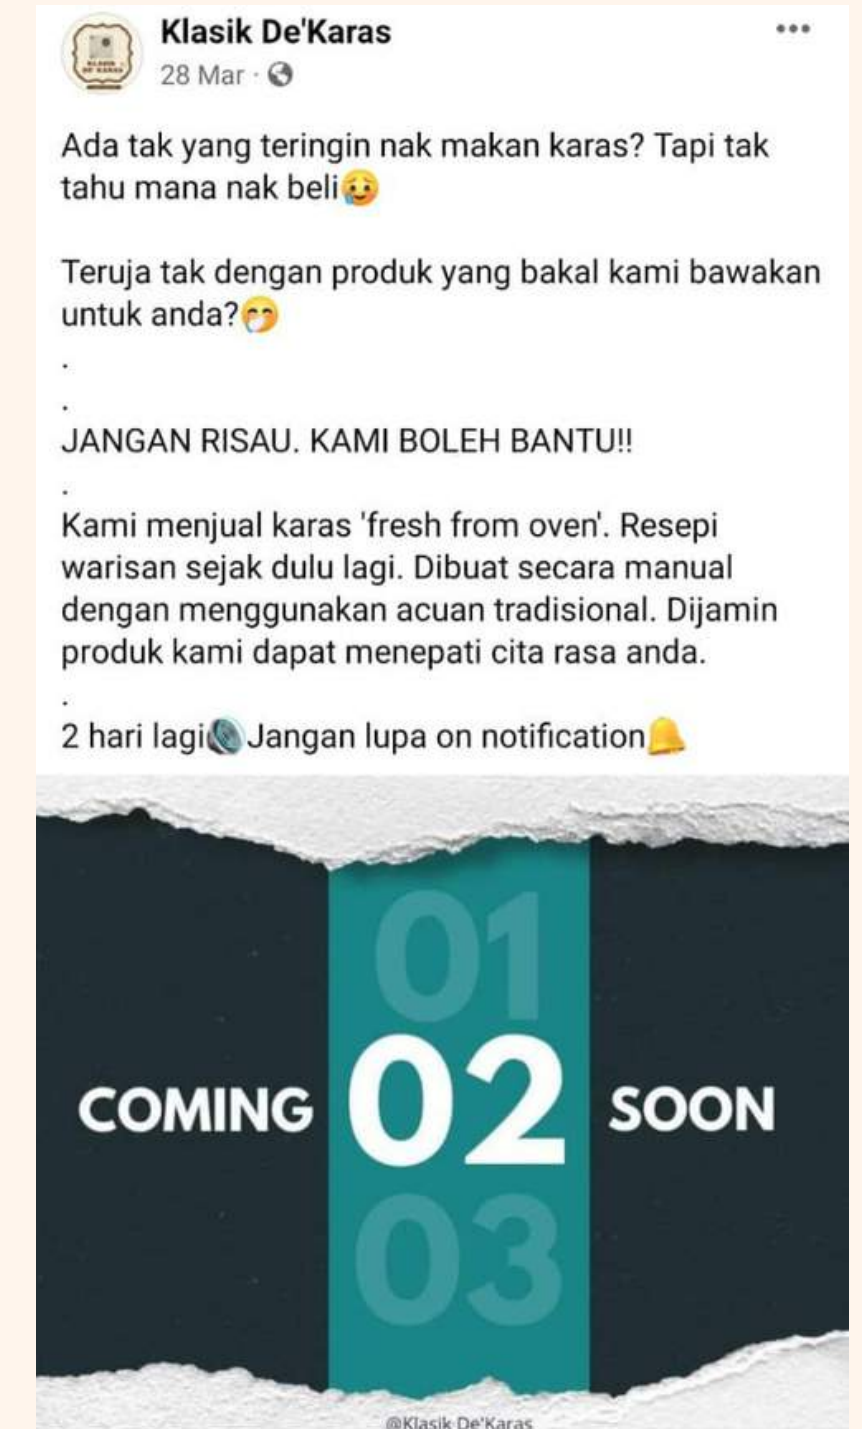 Klasik De'Karas
28 Mar ·
Ada tak yang teringin nak makan karas? Tapi tak
tahu mana nak beli🥲
Teruja tak dengan produk yang bakal kami bawakan
untuk anda?🤭
.
.
JANGAN RISAU. KAMI BOLEH BANTU!!
.
Kami menjual karas 'fresh from oven'. Resepi
warisan sejak dulu lagi. Dibuat secara manual
dengan menggunakan acuan tradisional. Dijamin
produk kami dapat menepati cita rasa anda.
.
2 hari lagi🔊Jangan lupa on notification🔔
01
COMING 02 SOON
03
@Klasik De'Karas